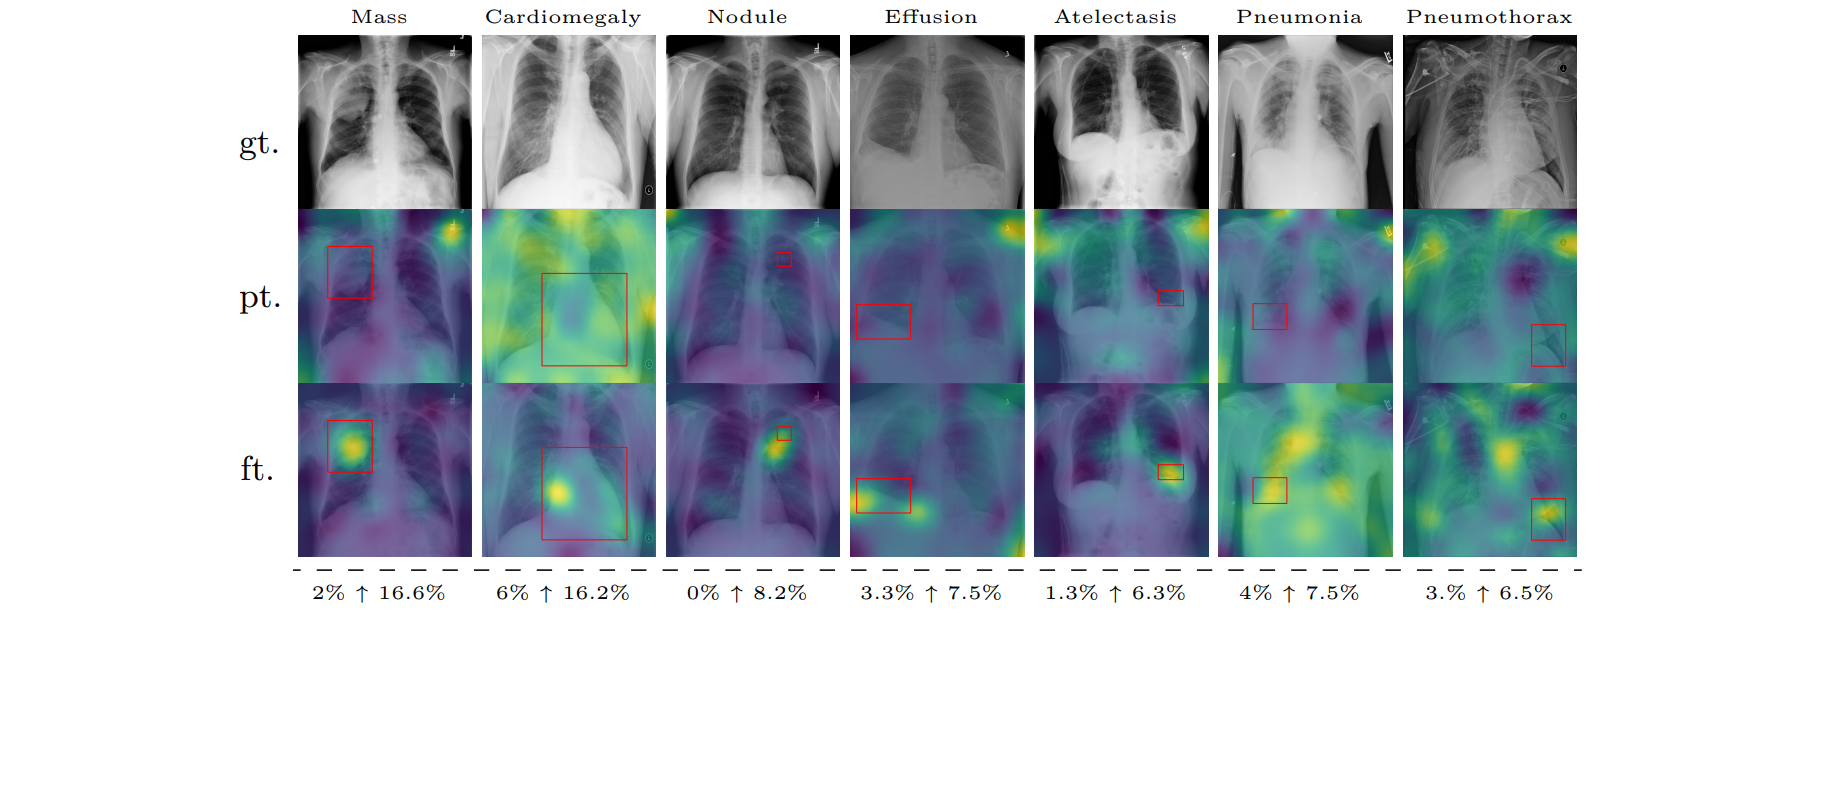 Mass Cardiomegaly Nodule Effusion Atelectasis Pneumonia Pneumothorax
gt.
pt.
ft.
2% ↑ 16.6% 6% ↑ 16.2% 0% ↑ 8.2% 3.3% ↑ 7.5% 1.3% ↑ 6.3% 4% ↑ 7.5% 3.% ↑ 6.5%